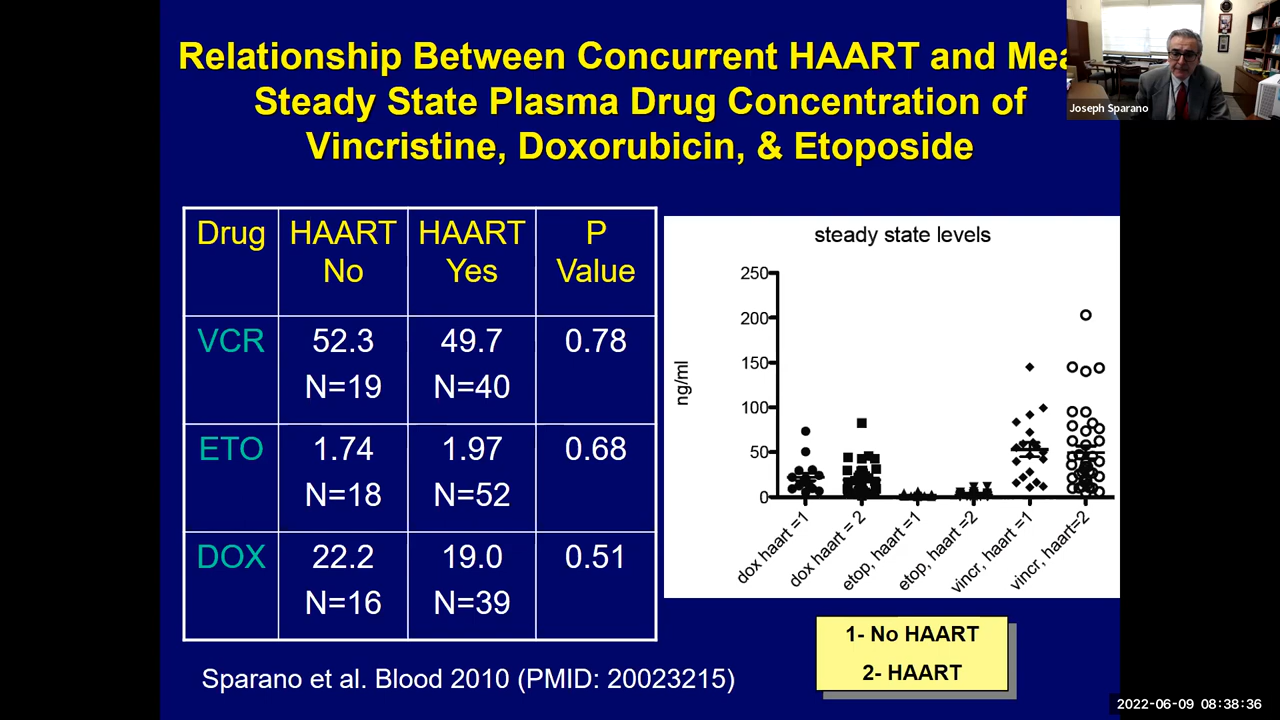 Relationship Between Concurrent HAART and Mea
Steady State Plasma Drug Concentration of
Vincristine, Doxorubicin, & Etoposide
Joseph Sparano
Drug HAART No HAART Yes P Value
VCR 52.3 N=19 49.7 N=40 0.78
ETO 1.74 N=18 1.97 N=52 0.68
DOX 22.2 N=16 19.0 N=39 0.51
steady state levels
ng/ml
250
200
150
100
50
0
dox haart =1
dox haart = 2
etop, haart =1
etop, haart =2
vincr, haart =1
vincr, haart=2
1- No HAART
2- HAART
Sparano et al. Blood 2010 (PMID: 20023215)
2022-06-09 08:38:36